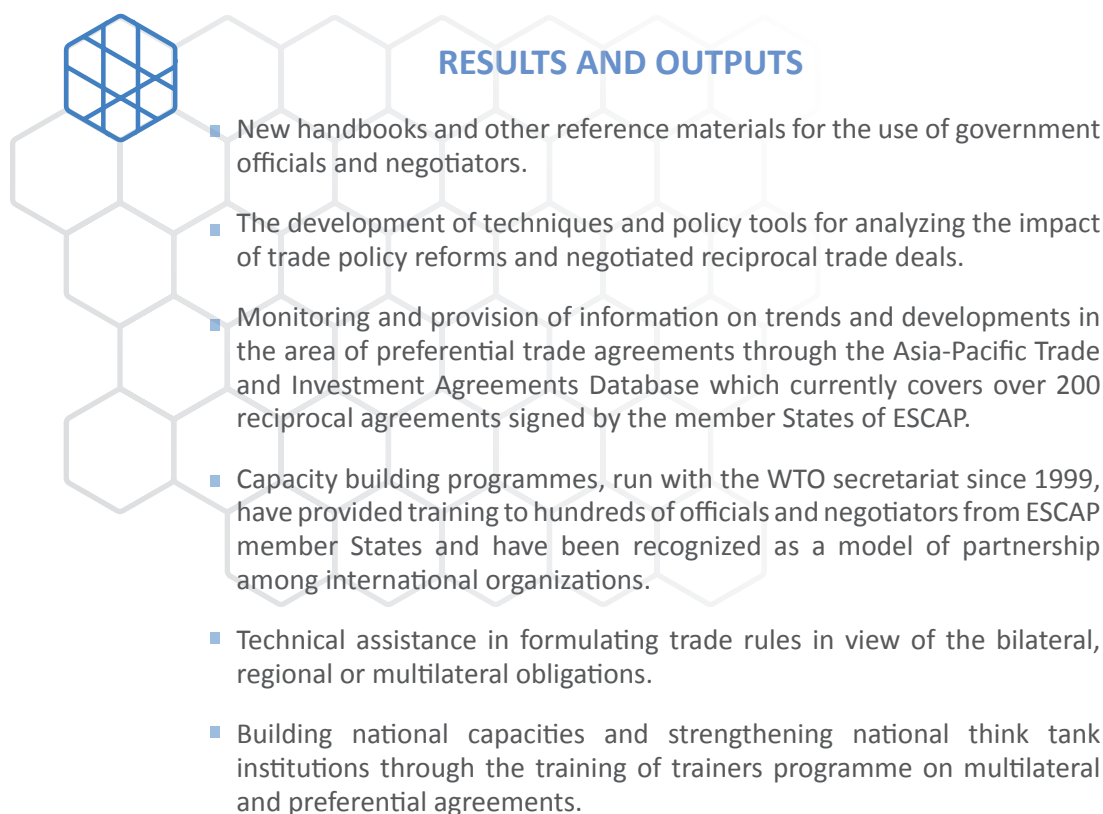 RESULTS AND OUTPUTS
New handbooks and other reference materials for the use of government
officials and negotiators.
The development of techniques and policy tools for analyzing the impact
of trade policy reforms and negotiated reciprocal trade deals.
Monitoring and provision of information on trends and developments in
the area of preferential trade agreements through the Asia-Pacific Trade
and Investment Agreements Database which currently covers over 200
reciprocal agreements signed by the member States of ESCAP.
Capacity building programmes, run with the WTO secretariat since 1999,
have provided training to hundreds of officials and negotiators from ESCAP
member States and have been recognized as a model of partnership
among international organizations.
Technical assistance in formulating trade rules in view of the bilateral,
regional or multilateral obligations.
Building national capacities and strengthening national think tank
institutions through the training of trainers programme on multilateral
and preferential agreements.